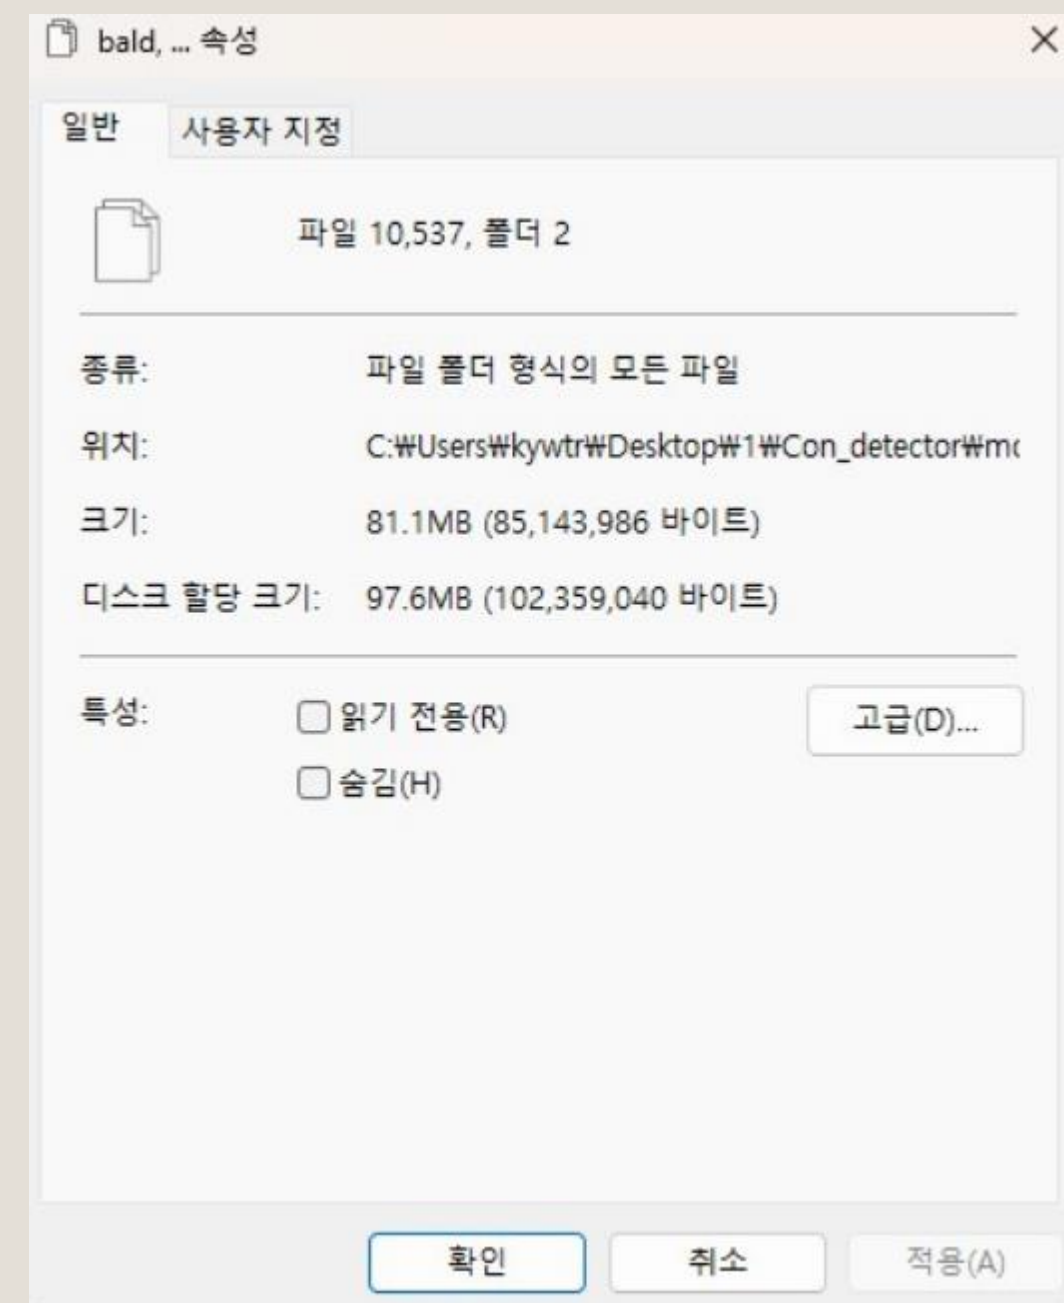 bald, ... 속성
일반 사용자 지정
파일 10,537, 폴더 2
종류: 파일 폴더 형식의 모든 파일
위치: C:₩Users₩kywtr₩Desktop₩1₩Con_detector₩mo
크기: 81.1MB (85,143,986 바이트)
디스크 할당 크기: 97.6MB (102,359,040 바이트)
특성: 읽기 전용(R) 고급(D)...
숨김(H)
확인 취소 적용(A)